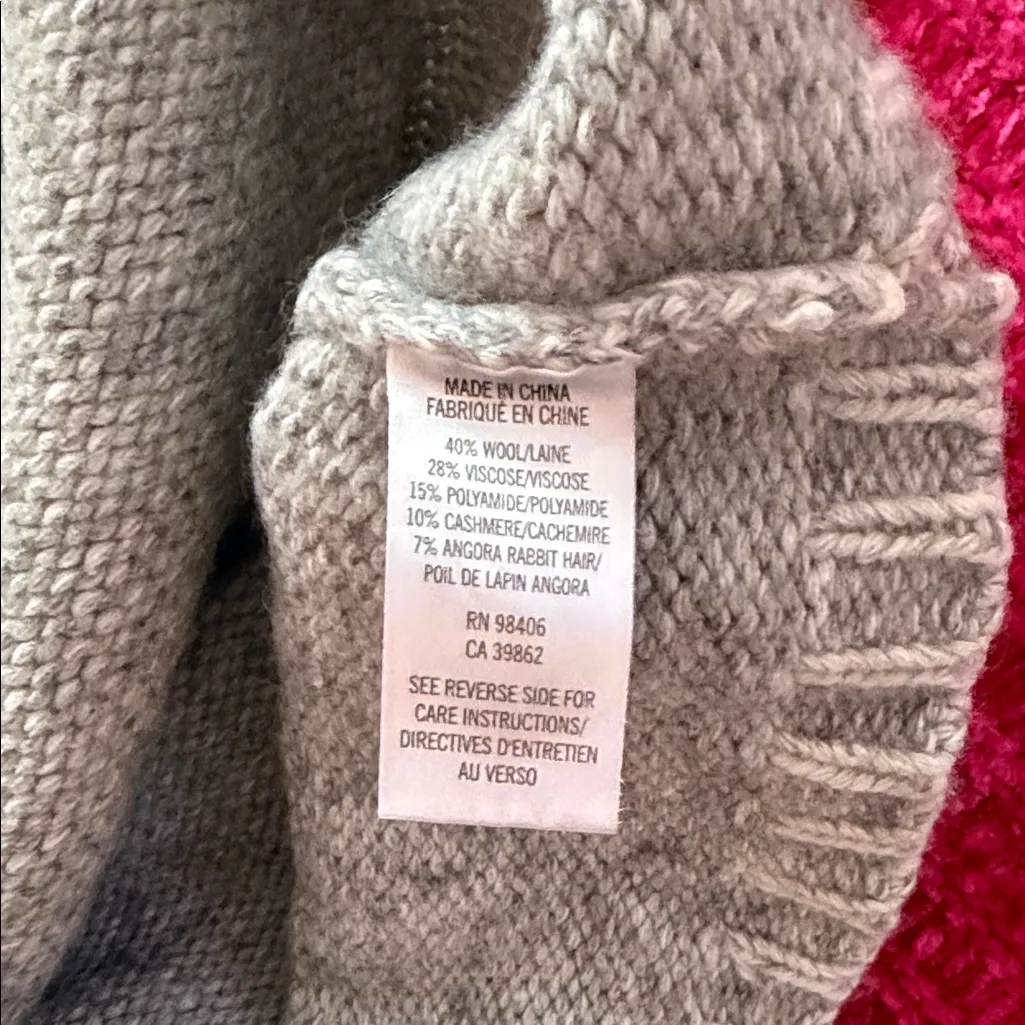 MADE IN CHINA
FABRIQUÉ EN CHINE
40% WOOL/LAINE
28% VISCOSE/VISCOSE
15% POLYAMIDE/POLYAMIDE
10% CASHMERE/CACHEMIRE
7% ANGORA RABBIT HAIR/
POIL DE LAPIN ANGORA
RN 98406
CA 39862
SEE REVERSE SIDE FOR
CARE INSTRUCTIONS/
DIRECTIVES D'ENTRETIEN
AU VERSO